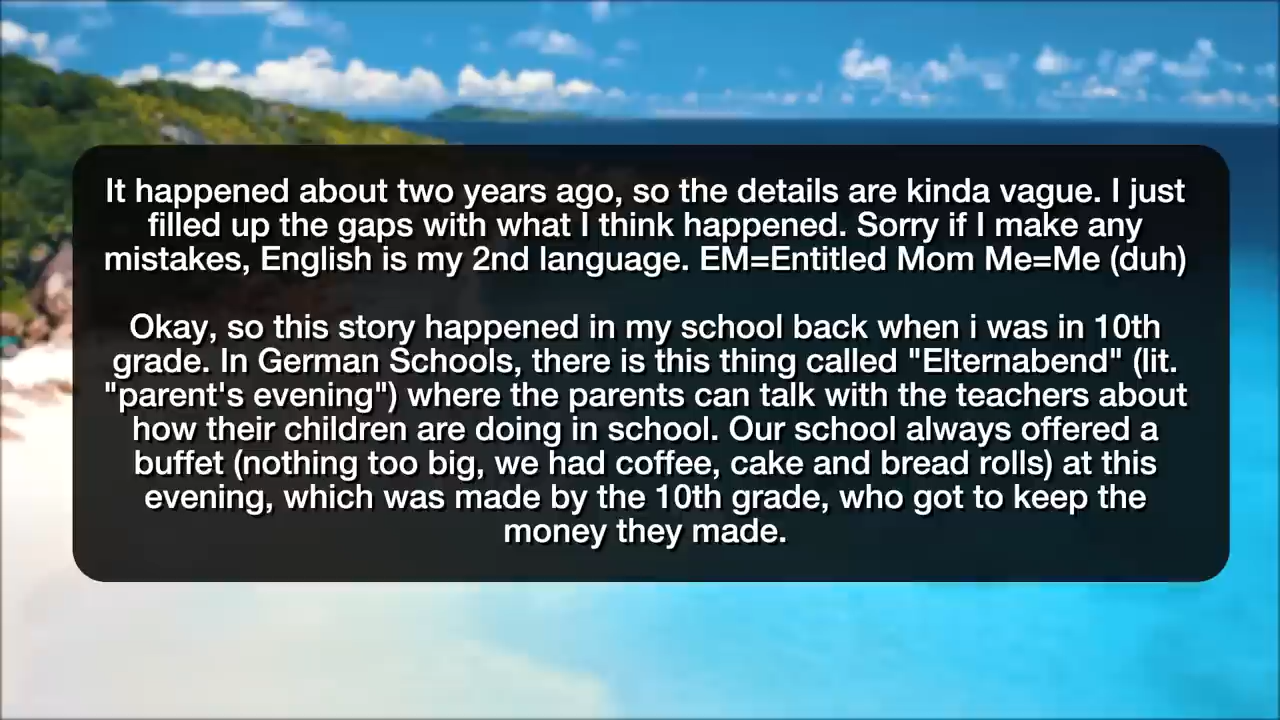 It happened about two years ago, so the details are kinda vague. I just
filled up the gaps with what I think happened. Sorry if I make any
mistakes, English is my 2nd language. EM=Entitled Mom Me=Me (duh)
Okay, so this story happened in my school back when i was in 10th
grade. In German Schools, there is this thing called "Elternabend" (lit.
"parent's evening") where the parents can talk with the teachers about
how their children are doing in school. Our school always offered a
buffet (nothing too big, we had coffee, cake and bread rolls) at this
evening, which was made by the 10th grade, who got to keep the
money they made.